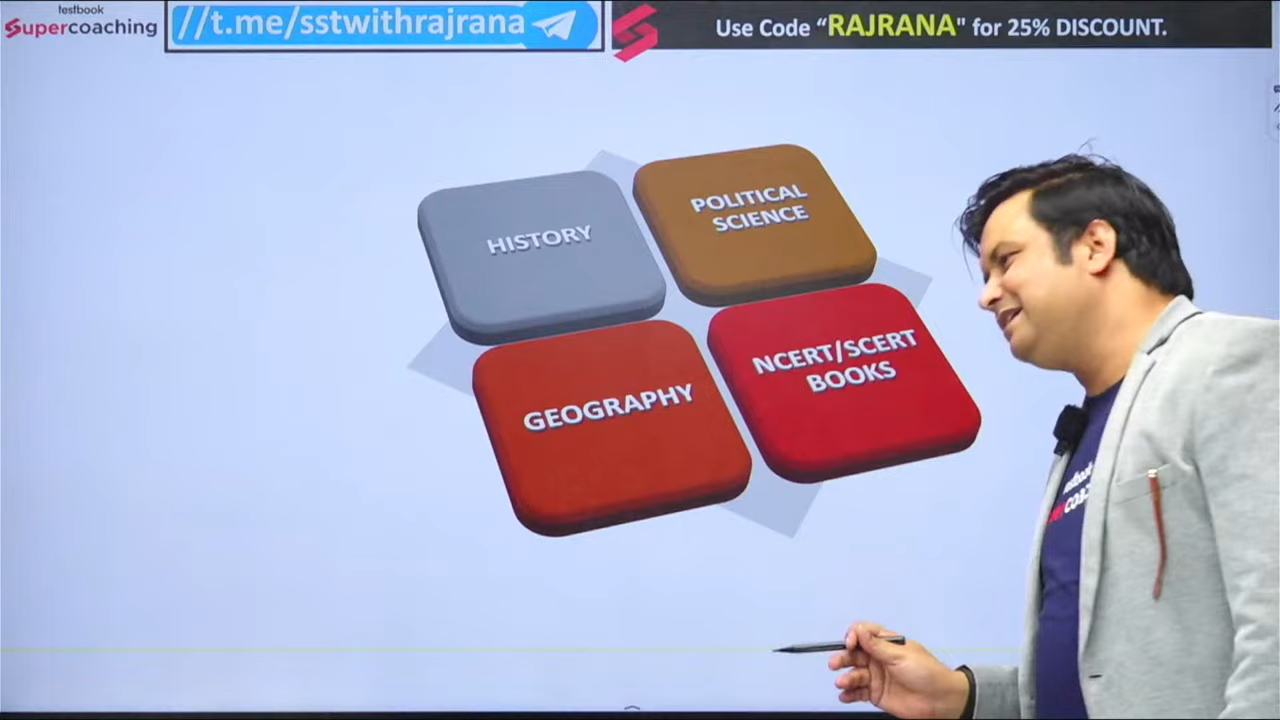 testbook
Supercoaching
//t.me/sstwithrajrana
Use Code “RAJRANA" for 25% DISCOUNT.
HISTORY
POLITICAL
SCIENCE
GEOGRAPHY
NCERT/SCERT
BOOKS